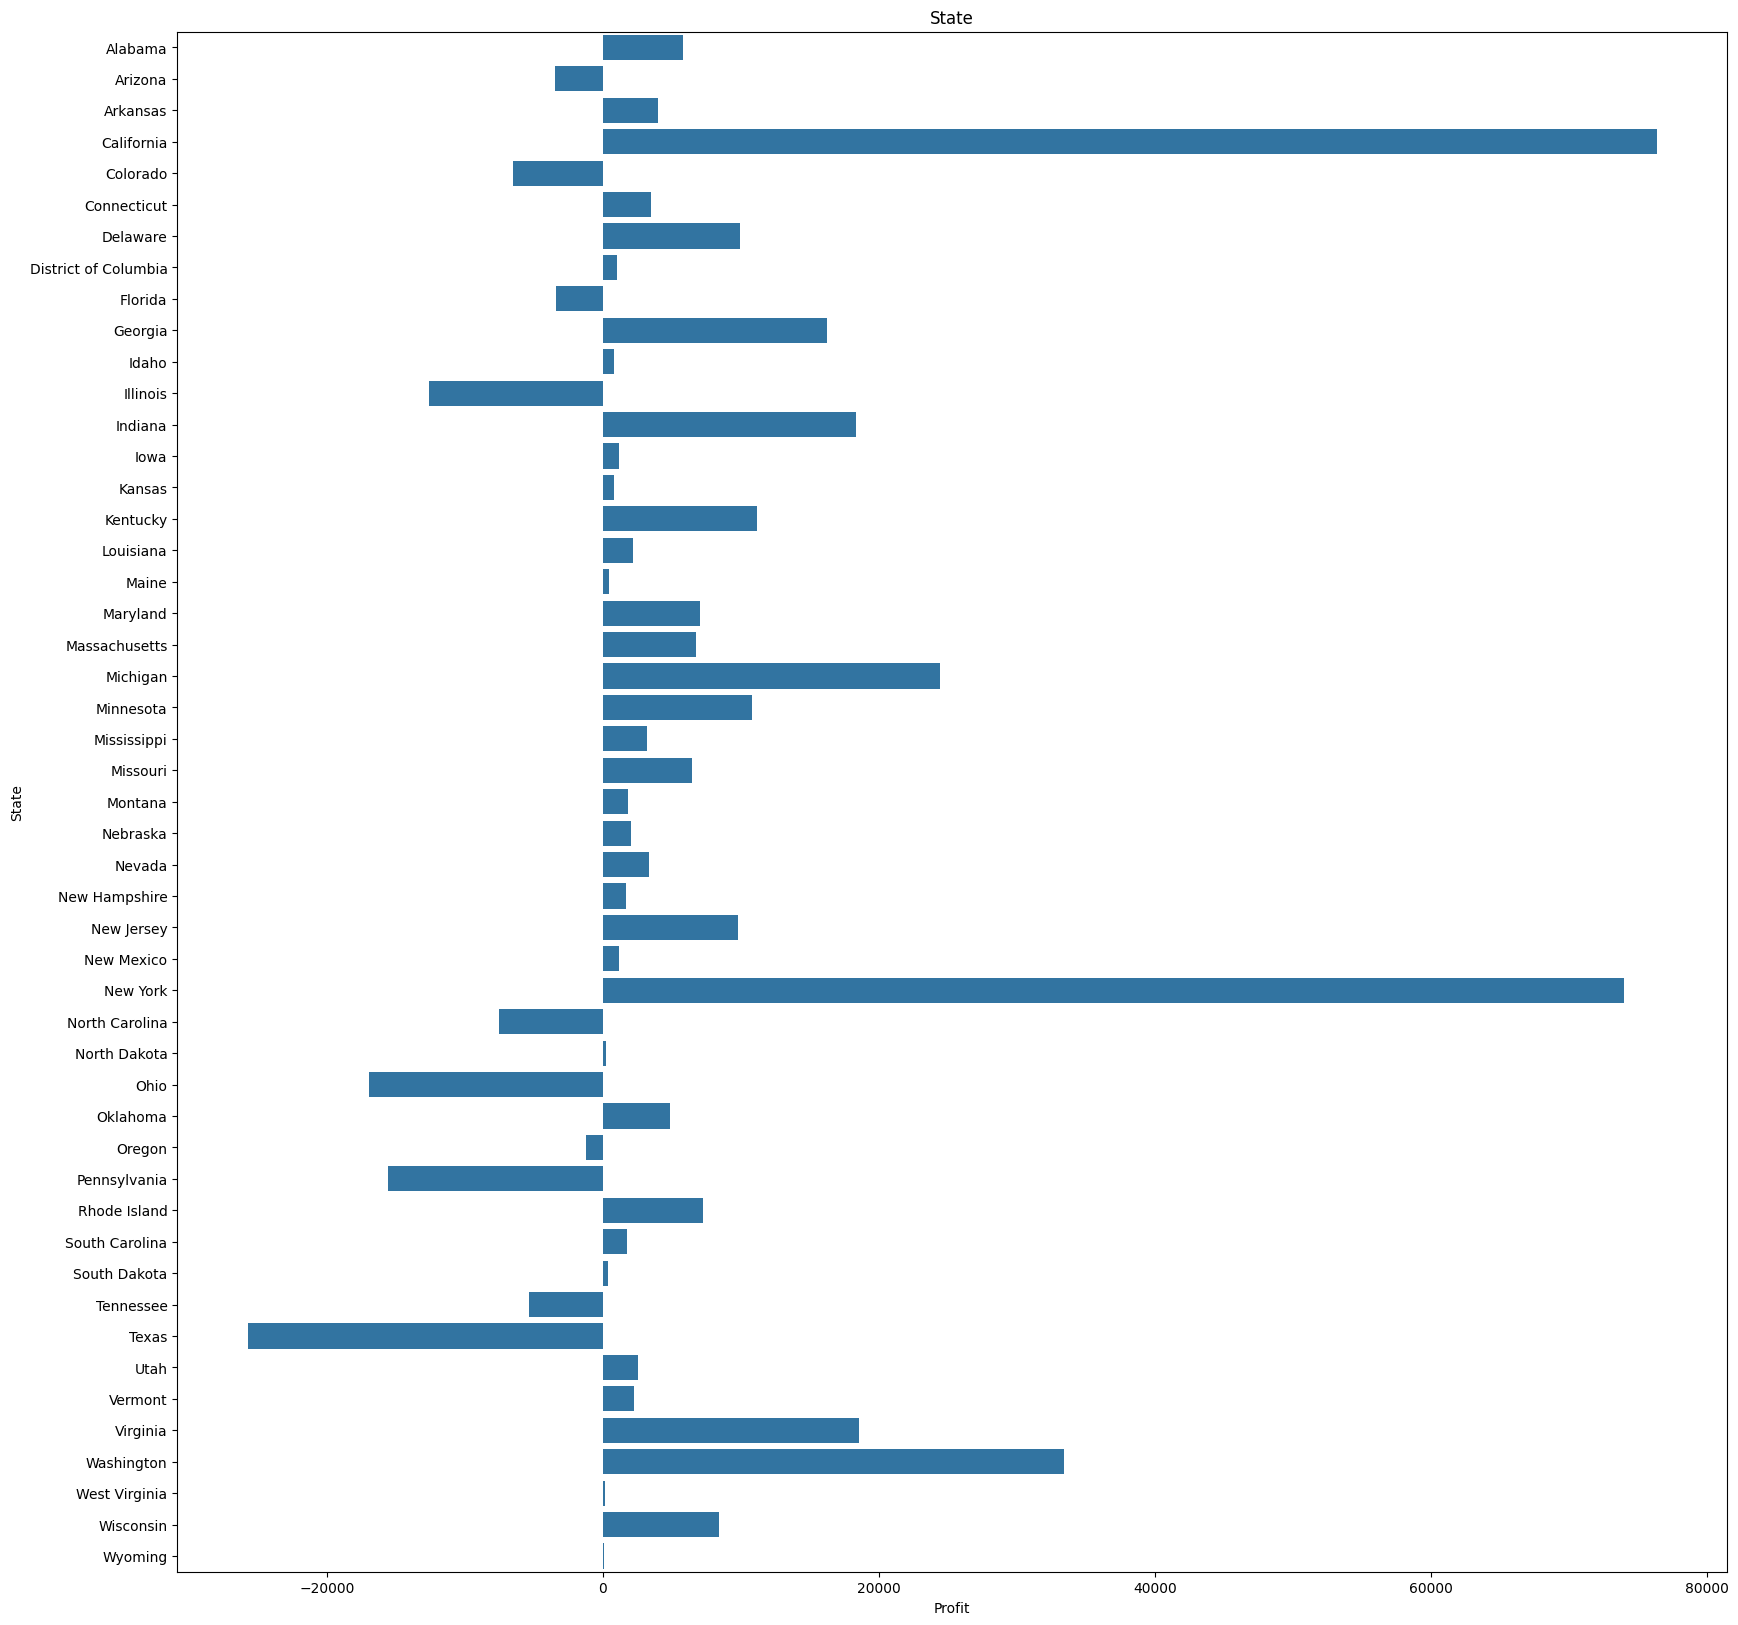 State
Alabama
Arizona
Arkansas
California
Colorado
Connecticut
Delaware
District of Columbia
Florida
Georgia
Idaho
Illinois
Indiana
Iowa
Kansas
Kentucky
Louisiana
Maine
Maryland
Massachusetts
Michigan
Minnesota
Mississippi
Missouri
Montana
Nebraska
Nevada
New Hampshire
New Jersey
New Mexico
New York
North Carolina
North Dakota
Ohio
Oklahoma
Oregon
Pennsylvania
Rhode Island
South Carolina
South Dakota
Tennessee
Texas
Utah
Vermont
Virginia
Washington
West Virginia
Wisconsin
Wyoming
State
−20000 0 20000 40000 60000 80000
Profit